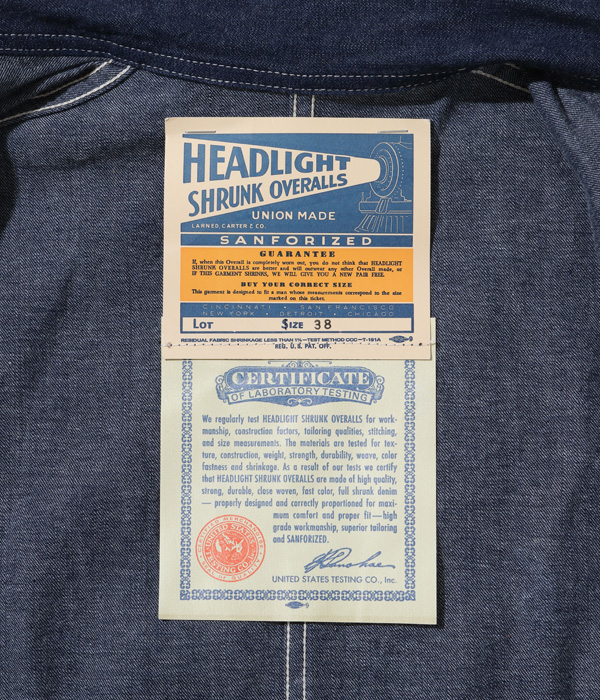 HEADLIGHT
SHRUNK OVERALLS
UNION MADE
LARNED, CARTER & CO.
SANFORIZED
GUARANTEE
If, when this Overall is completely worn out, you do not think that HEADLIGHT
SHRUNK OVERALLS are better and will outwear any other Overall made, or
IF THIS GARMENT SHRINKS, WE WILL GIVE YOU A NEW PAIR FREE.
BUY YOUR CORRECT SIZE
This garment is designed to fit a man whose measurements correspond to the size
marked on this ticket.
CINCINNATI • SAN FRANCISCO
NEW YORK • DETROIT • CHICAGO
LOT SIZE 38
RESIDUAL FABRIC SHRINKAGE LESS THAN 1%—TEST METHOD CCC—T-191A 9
REG. U.S. PAT. OFF.
CERTIFICATE
OF LABORATORY TESTING
We regularly test HEADLIGHT SHRUNK OVERALLS for work-
manship, construction factors, tailoring qualities, stitching,
and size measurements. The materials are tested for tex-
ture, construction, weight, strength, durability, weave, color
fastness and shrinkage. As a result of our tests we certify
that HEADLIGHT SHRUNK OVERALLS are made of high quality,
strong, durable, close woven, fast color, full shrunk denim
— properly designed and correctly proportioned for maxi-
mum comfort and proper fit—high
grade workmanship, superior tailoring
and SANFORIZED.
UNITED STATES TESTING CO., Inc.
9